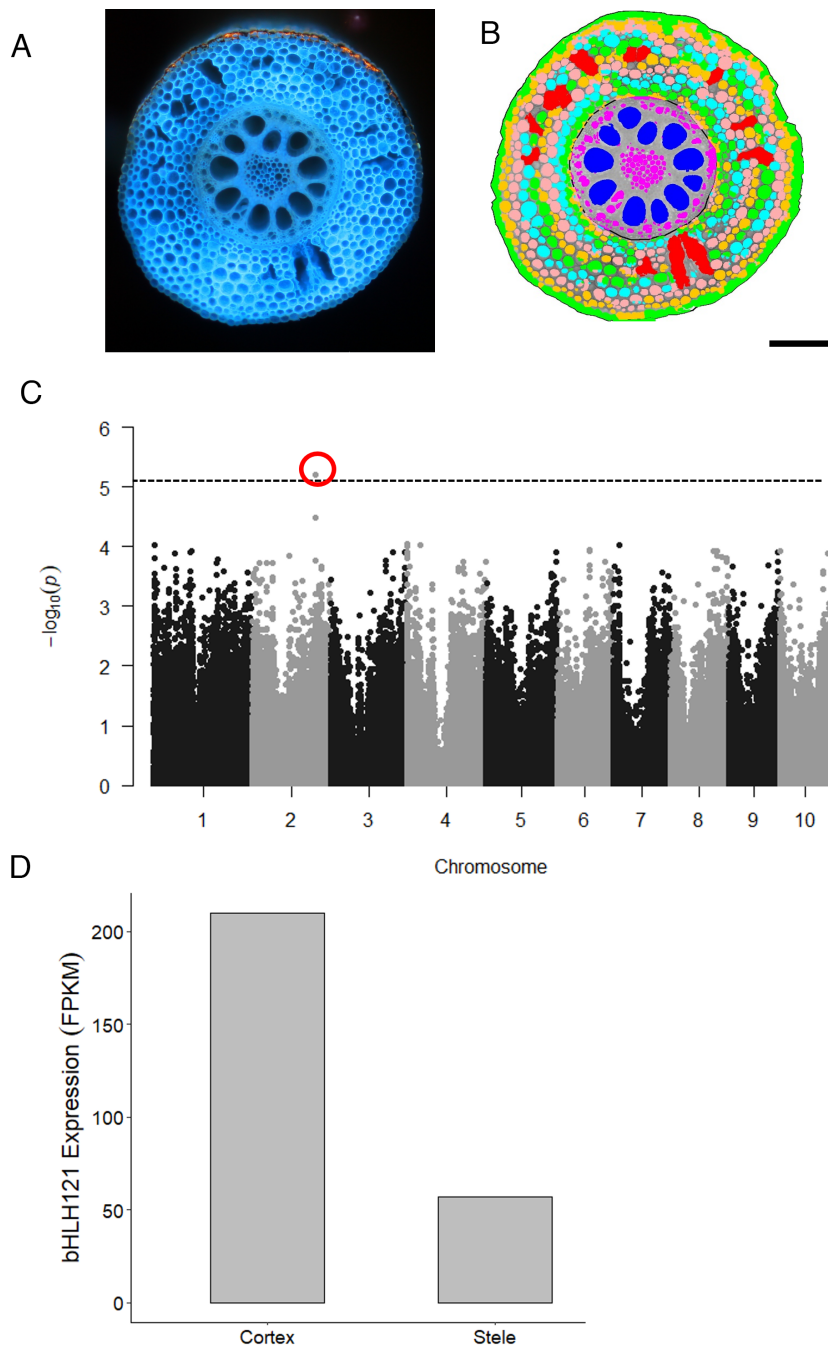 A
B
C
6
5
4
3
2
1
0
−log₁₀(p)
1 2 3 4 5 6 7 8 9 10
Chromosome
D
200
150
100
50
0
bHLH121 Expression (FPKM)
Cortex Stele